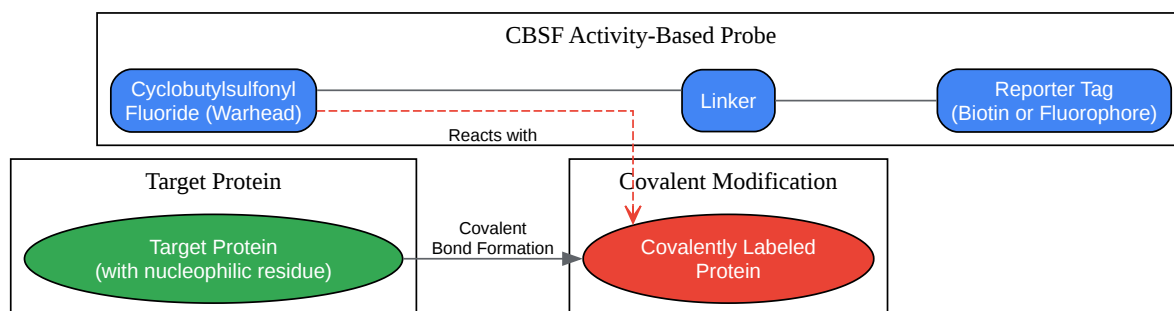 CBSF Activity-Based Probe
Cyclobutylsulfonyl
Fluoride (Warhead)
Linker
Reporter Tag
(Biotin or Fluorophore)
Reacts with
Target Protein
Covalent Modification
Target Protein
(with nucleophilic residue)
Covalent
Bond Formation
Covalently Labeled
Protein